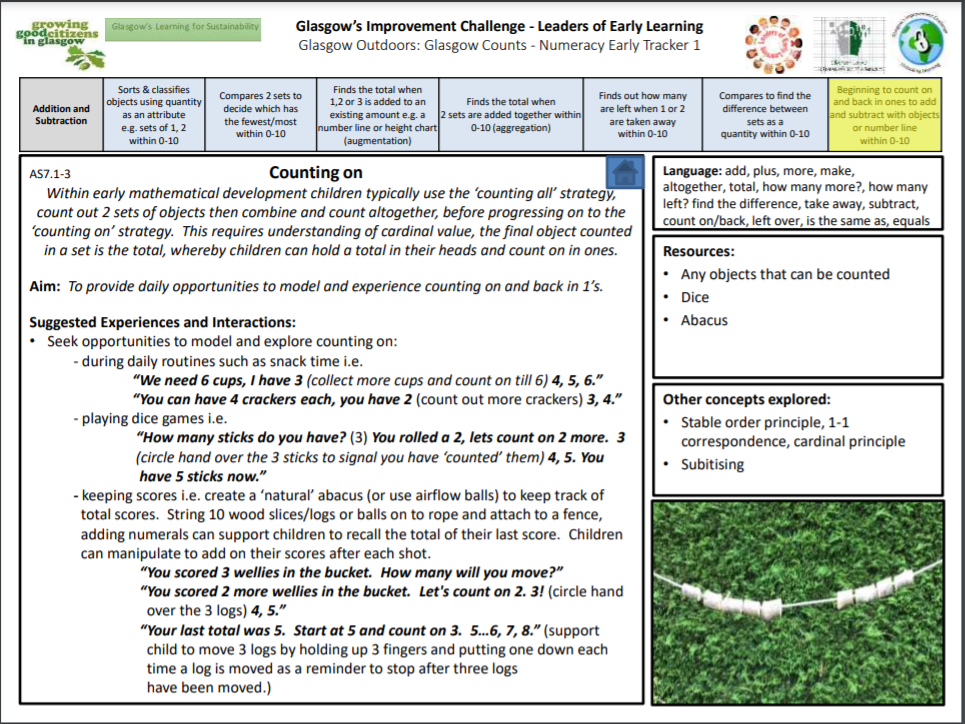 growing
goodcitizens
in glasgow
Glasgow's Learning for Sustainability
Glasgow's Improvement Challenge - Leaders of Early Learning
Glasgow Outdoors: Glasgow Counts - Numeracy Early Tracker 1
Leaders of
Early Learning
Addition and
Subtraction
Sorts & classifies
objects using quantity
as an attribute
e.g. sets of 1, 2
within 0-10
Compares 2 sets to
decide which has
the fewest/most
within 0-10
Finds the total when
1,2 or 3 is added to an
existing amount e.g. a
number line or height chart
(augmentation)
Finds the total when
2 sets are added together within
0-10 (aggregation)
Finds out how many
are left when 1 or 2
are taken away
within 0-10
Compares to find the
difference between
sets as a
quantity within 0-10
Beginning to count on
and back in ones to add
and subtract with objects
or number line
within 0-10
AS7.1-3
Counting on
Within early mathematical development children typically use the 'counting all' strategy,
count out 2 sets of objects then combine and count altogether, before progressing on to the
'counting on' strategy. This requires understanding of cardinal value, the final object counted
in a set is the total, whereby children can hold a total in their heads and count on in ones.
Aim: To provide daily opportunities to model and experience counting on and back in 1's.
Suggested Experiences and Interactions:
• Seek opportunities to model and explore counting on:
- during daily routines such as snack time i.e.
"We need 6 cups, I have 3 (collect more cups and count on till 6) 4, 5, 6."
"You can have 4 crackers each, you have 2 (count out more crackers) 3, 4."
- playing dice games i.e.
"How many sticks do you have? (3) You rolled a 2, lets count on 2 more. 3
(circle hand over the 3 sticks to signal you have 'counted' them) 4, 5. You
have 5 sticks now."
- keeping scores i.e. create a 'natural' abacus (or use airflow balls) to keep track of
total scores. String 10 wood slices/logs or balls on to rope and attach to a fence,
adding numerals can support children to recall the total of their last score. Children
can manipulate to add on their scores after each shot.
"You scored 3 wellies in the bucket. How many will you move?"
"You scored 2 more wellies in the bucket. Let's count on 2. 3! (circle hand
over the 3 logs) 4, 5."
"Your last total was 5. Start at 5 and count on 3. 5...6, 7, 8." (support
child to move 3 logs by holding up 3 fingers and putting one down each
time a log is moved as a reminder to stop after three logs
have been moved.)
Language: add, plus, more, make,
altogether, total, how many more?, how many
left? find the difference, take away, subtract,
count on/back, left over, is the same as, equals
Resources:
• Any objects that can be counted
• Dice
• Abacus
Other concepts explored:
• Stable order principle, 1-1
correspondence, cardinal principle
• Subitising